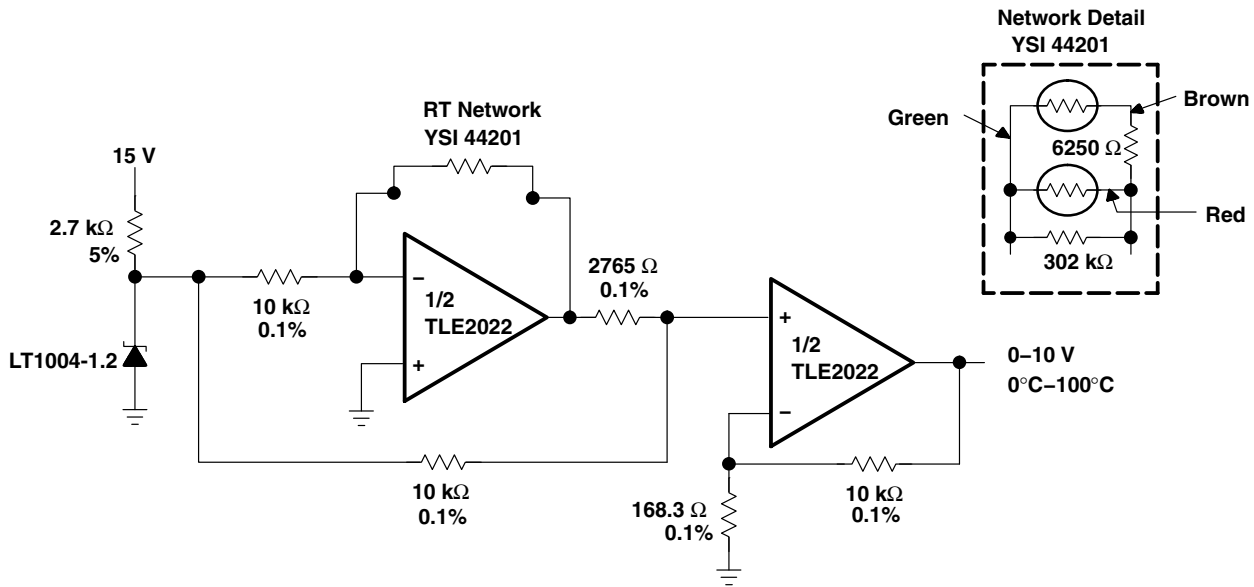 Network Detail
YSI 44201
Green
Brown
6250 Ω
Red
302 kΩ
RT Network
YSI 44201
15 V
2.7 kΩ
5%
10 kΩ
0.1%
LT1004-1.2
−
1/2
TLE2022
+
2765 Ω
0.1%
+
1/2
TLE2022
−
0–10 V
0°C–100°C
10 kΩ
0.1%
168.3 Ω
0.1%
10 kΩ
0.1%